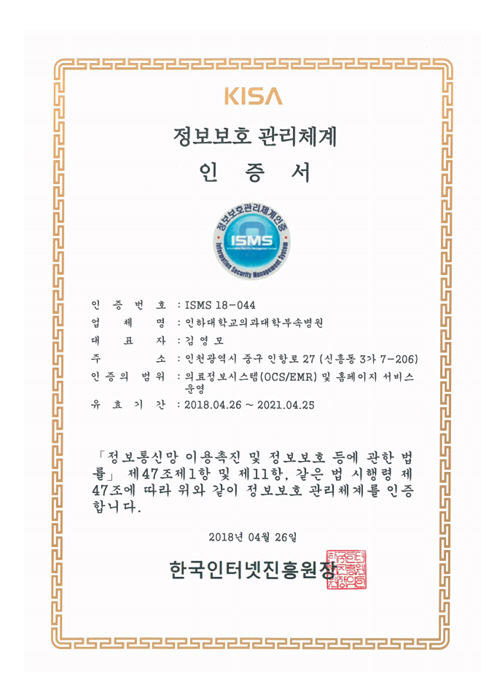 KISA
정보보호 관리체계
인 증 서
정보보호관리체계인증
ISMS
Information Security Management System
인 증 번 호 : ISMS 18-044
업 체 명 : 인하대학교의과대학부속병원
대 표 자 : 김영모
주 소 : 인천광역시 중구 인항로 27 (신흥동 3가 7-206)
인증의 범위 : 의료정보시스템(OCS/EMR) 및 홈페이지 서비스
운영
유 효 기 간 : 2018.04.26 ~ 2021.04.25
「정보통신망 이용촉진 및 정보보호 등에 관한 법
률」 제47조제1항 및 제11항, 같은 법 시행령 제
47조에 따라 위와 같이 정보보호 관리체계를 인증
합니다.
2018년 04월 26일
한국인터넷진흥원장